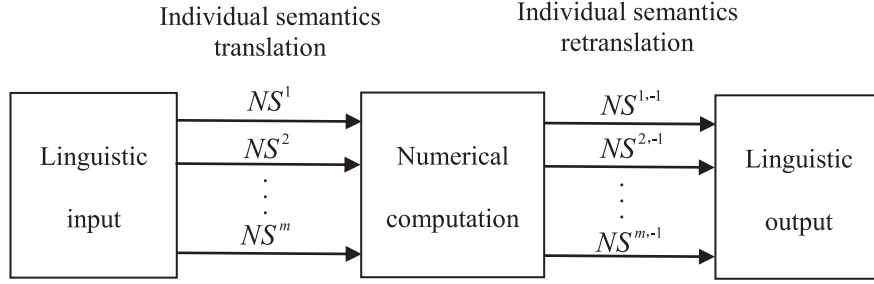 Individual semantics
translation
Individual semantics
retranslation
Linguistic
input
NS^1
NS^2
⋮
NS^m
Numerical
computation
NS^{1,-1}
NS^{2,-1}
⋮
NS^{m,-1}
Linguistic
output